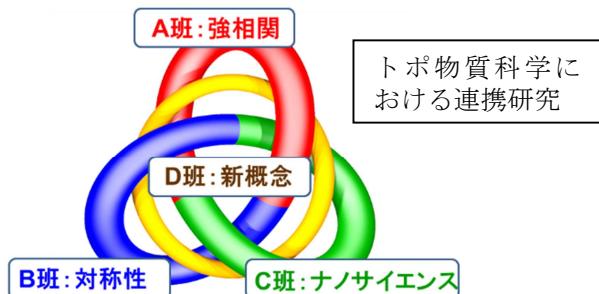 A班：強相関
トポ物質科学に
おける連携研究
D班：新概念
B班：対称性
C班：ナノサイエンス